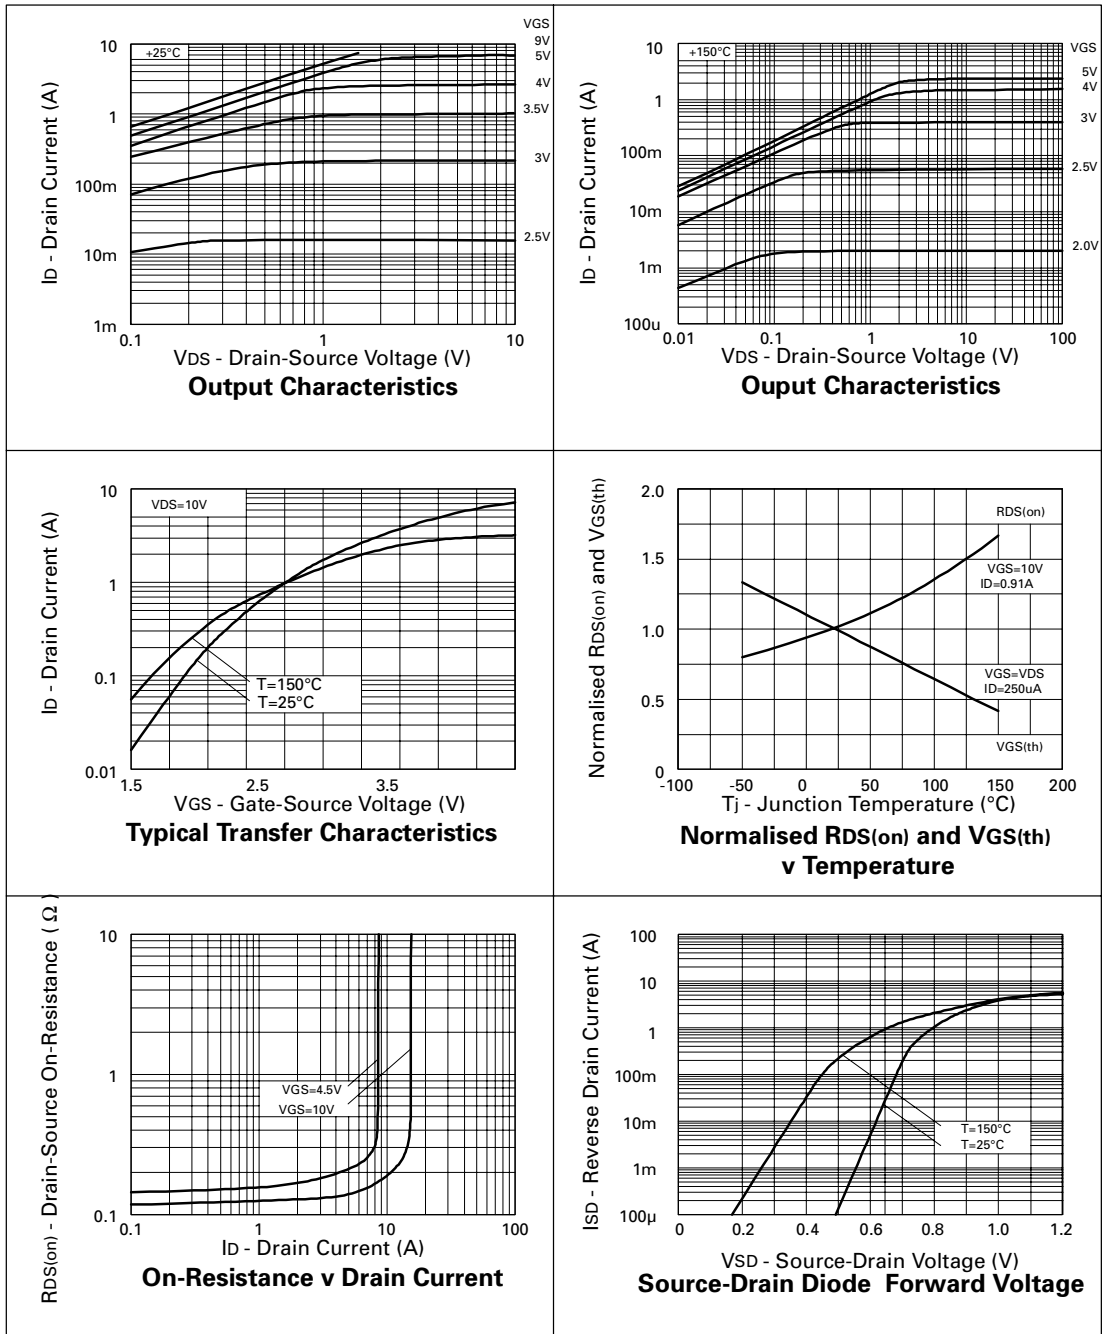 VGS
9V
5V
4V
3.5V
3V
2.5V
+25°C
10
1
100m
10m
1m
0.1
1
10
ID - Drain Current (A)
VDS - Drain-Source Voltage (V)
Output Characteristics
+150°C
VGS
5V
4V
3V
2.5V
2.0V
10
1
100m
10m
1m
100u
0.01
0.1
1
10
100
ID - Drain Current (A)
VDS - Drain-Source Voltage (V)
Ouput Characteristics
VDS=10V
10
1
0.1
0.01
T=150°C
T=25°C
1.5
2.5
3.5
ID - Drain Current (A)
VGS - Gate-Source Voltage (V)
Typical Transfer Characteristics
2.0
1.5
1.0
0.5
0
RDS(on)
VGS=10V
ID=0.91A
VGS=VDS
ID=250uA
VGS(th)
-100
-50
0
50
100
150
200
Normalised RDS(on) and VGS(th)
Tj - Junction Temperature (°C)
Normalised RDS(on) and VGS(th)
v Temperature
10
1
0.1
VGS=4.5V
VGS=10V
0.1
1
10
100
RDS(on) - Drain-Source On-Resistance (Ω)
ID - Drain Current (A)
On-Resistance v Drain Current
100
10
1
100m
10m
1m
100µ
T=150°C
T=25°C
0
0.2
0.4
0.6
0.8
1.0
1.2
ISD - Reverse Drain Current (A)
VSD - Source-Drain Voltage (V)
Source-Drain Diode Forward Voltage